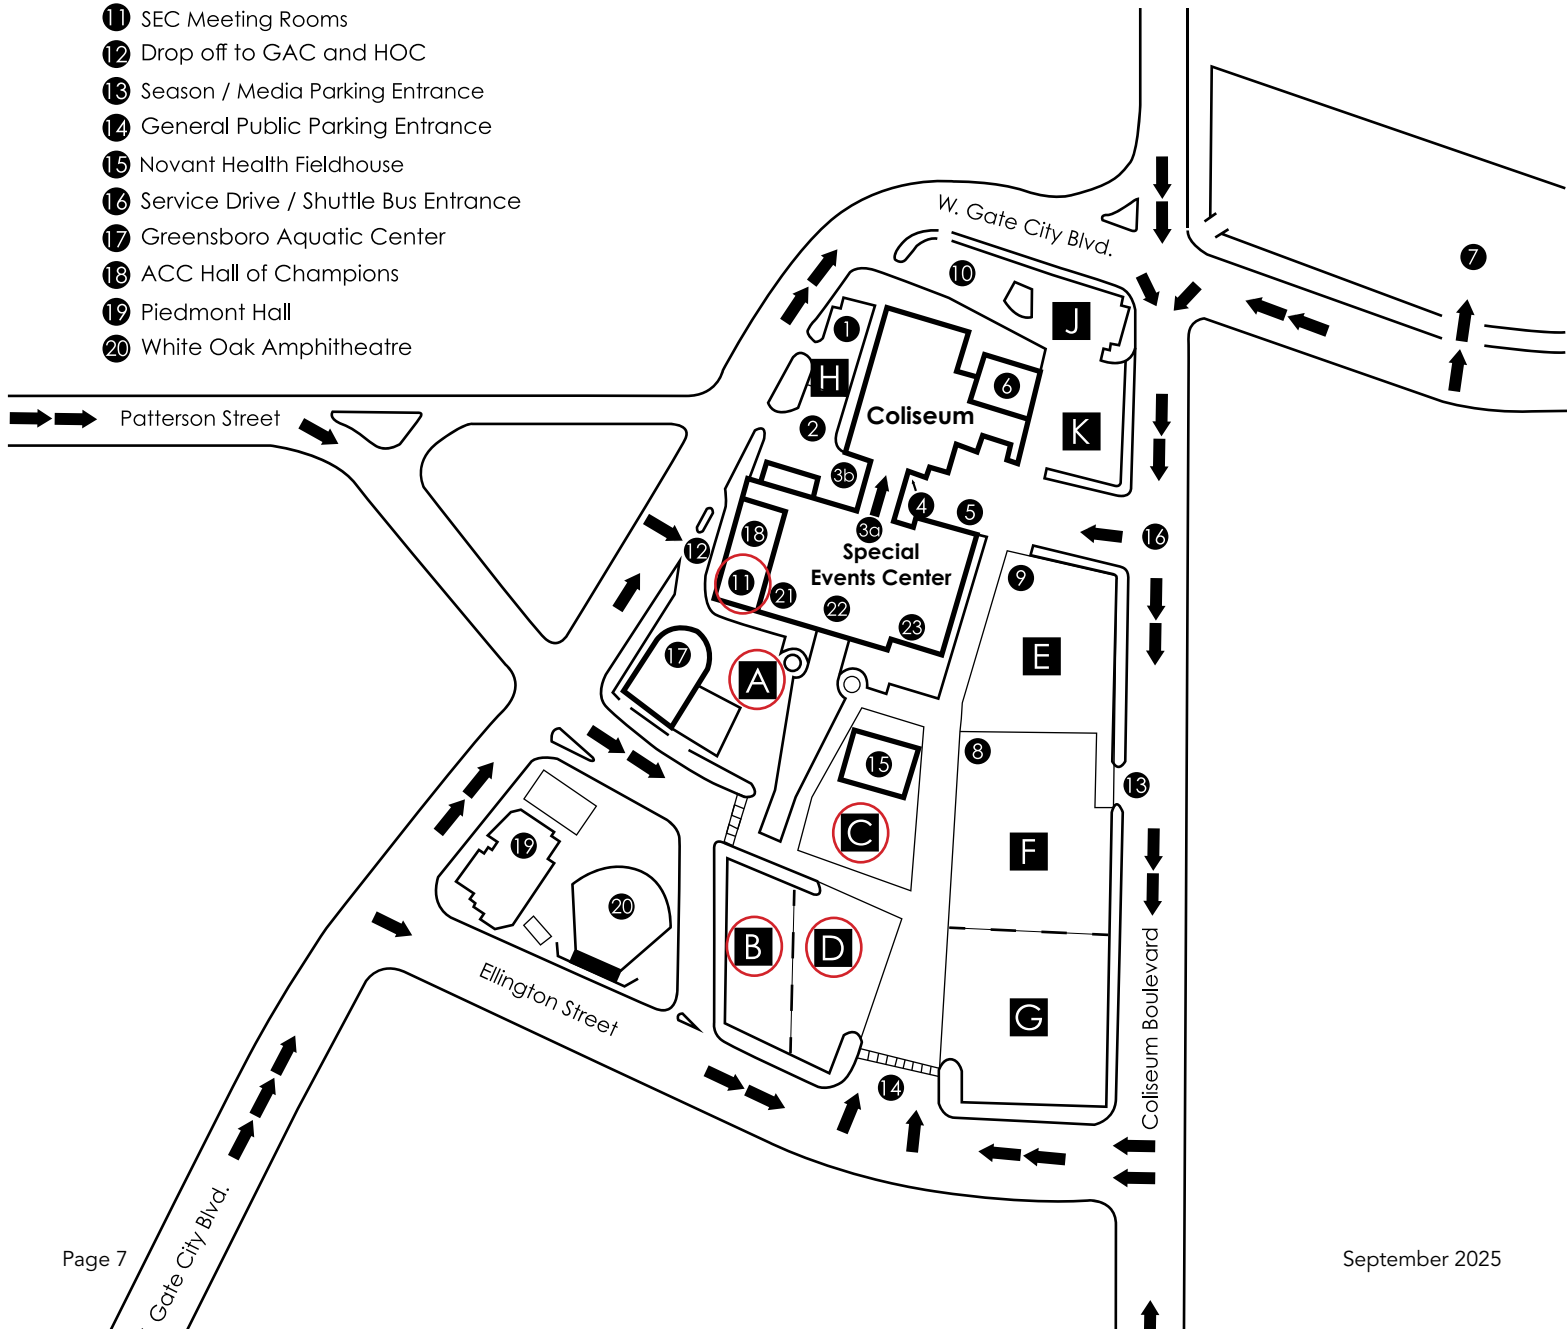 11 SEC Meeting Rooms
12 Drop off to GAC and HOC
13 Season / Media Parking Entrance
14 General Public Parking Entrance
15 Novant Health Fieldhouse
16 Service Drive / Shuttle Bus Entrance
17 Greensboro Aquatic Center
18 ACC Hall of Champions
19 Piedmont Hall
20 White Oak Amphitheatre
W. Gate City Blvd.
7
10
J
1
H
6
Patterson Street
Coliseum
2
K
3b
4
5
3a
18
16
12
Special
Events Center
11
21
22
9
23
17
A
E
15
8
13
C
19
F
20
B
D
Ellington Street
G
14
Coliseum Boulevard
Gate City Blvd.
Page 7
September 2025